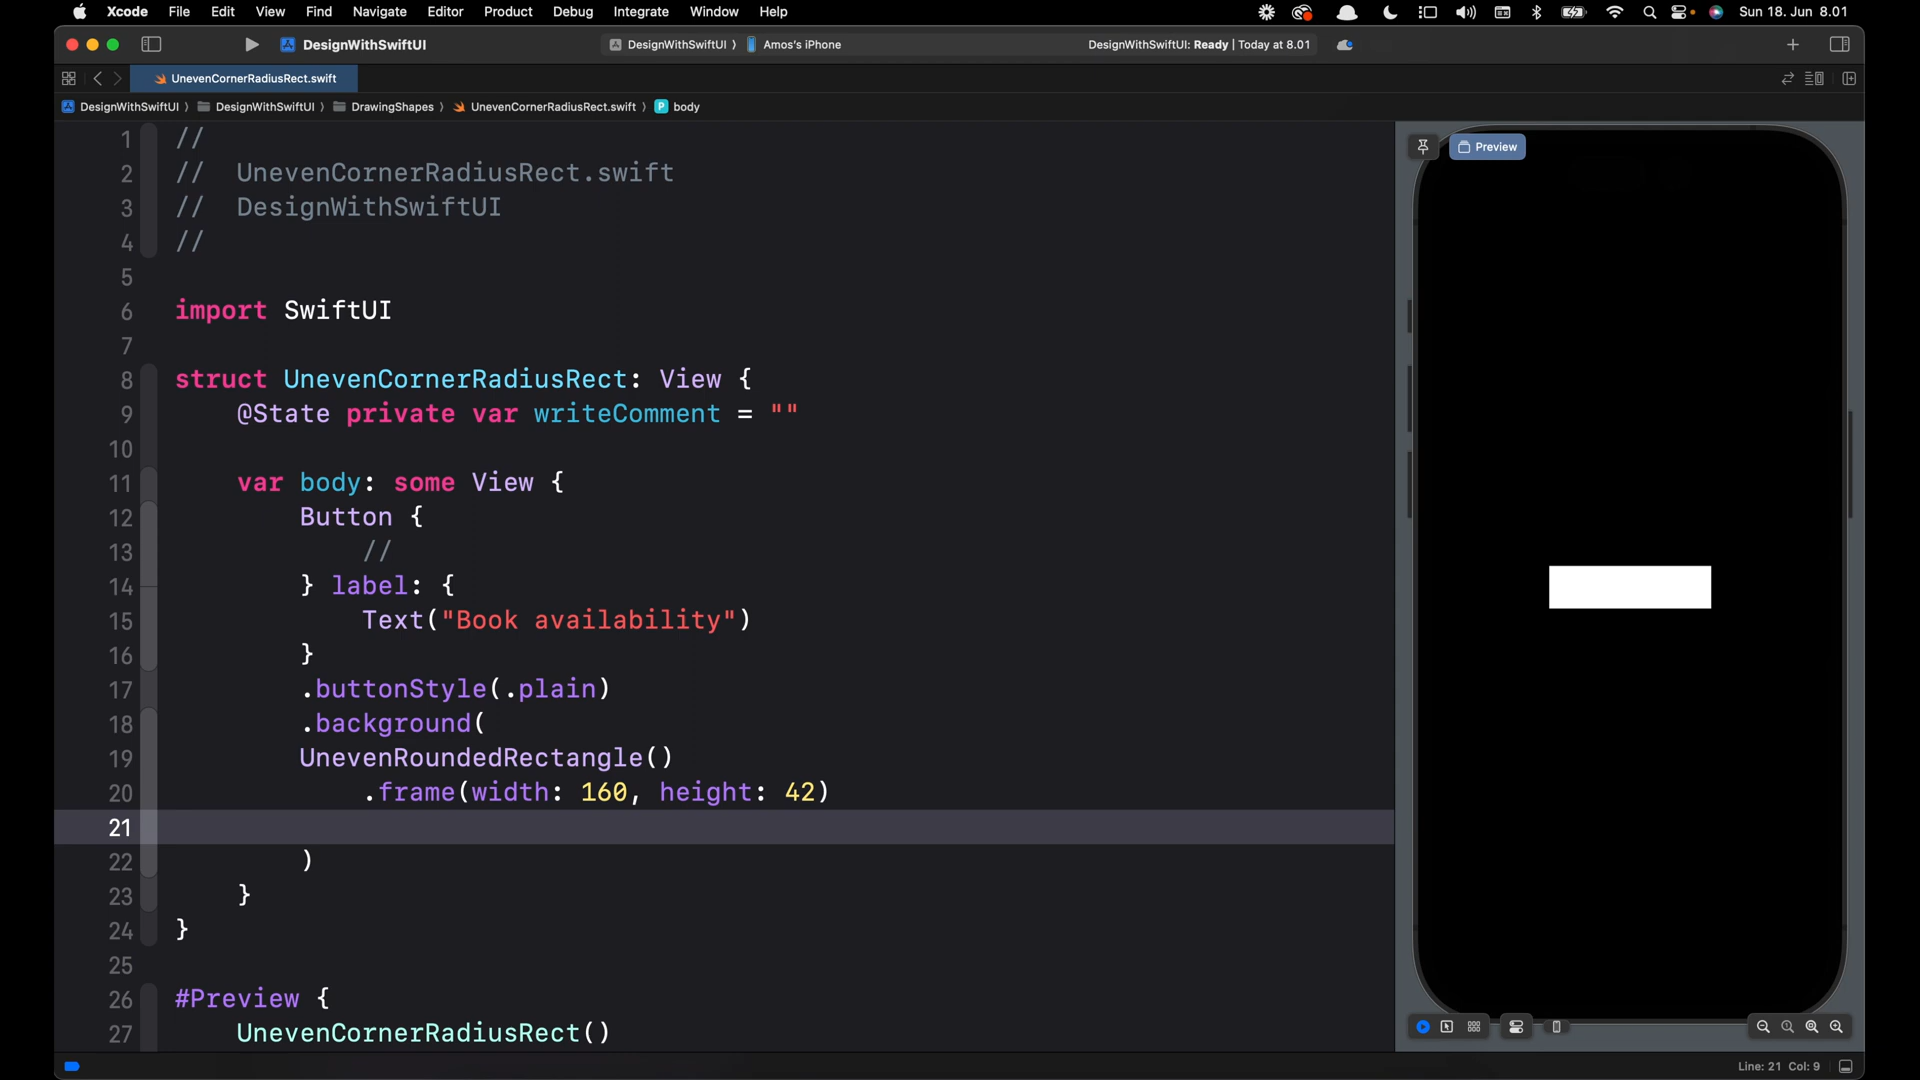 Xcode File Edit View Find Navigate Editor Product Debug Integrate Window Help Sun 18. Jun 8.01
DesignWithSwiftUI DesignWithSwiftUI 〉 Amos's iPhone DesignWithSwiftUI: Ready | Today at 8.01
UnevenCornerRadiusRect.swift
DesignWithSwiftUI 〉 DesignWithSwiftUI 〉 DrawingShapes 〉 UnevenCornerRadiusRect.swift 〉 P body
1 //
2 //  UnevenCornerRadiusRect.swift
3 //  DesignWithSwiftUI
4 //
5
6 import SwiftUI
7
8 struct UnevenCornerRadiusRect: View {
9     @State private var writeComment = ""
10
11     var body: some View {
12         Button {
13             //
14         } label: {
15             Text("Book availability")
16         }
17         .buttonStyle(.plain)
18         .background(
19         UnevenRoundedRectangle()
20             .frame(width: 160, height: 42)
21
22         )
23     }
24 }
25
26 #Preview {
27     UnevenCornerRadiusRect()
Preview
Line: 21 Col: 9